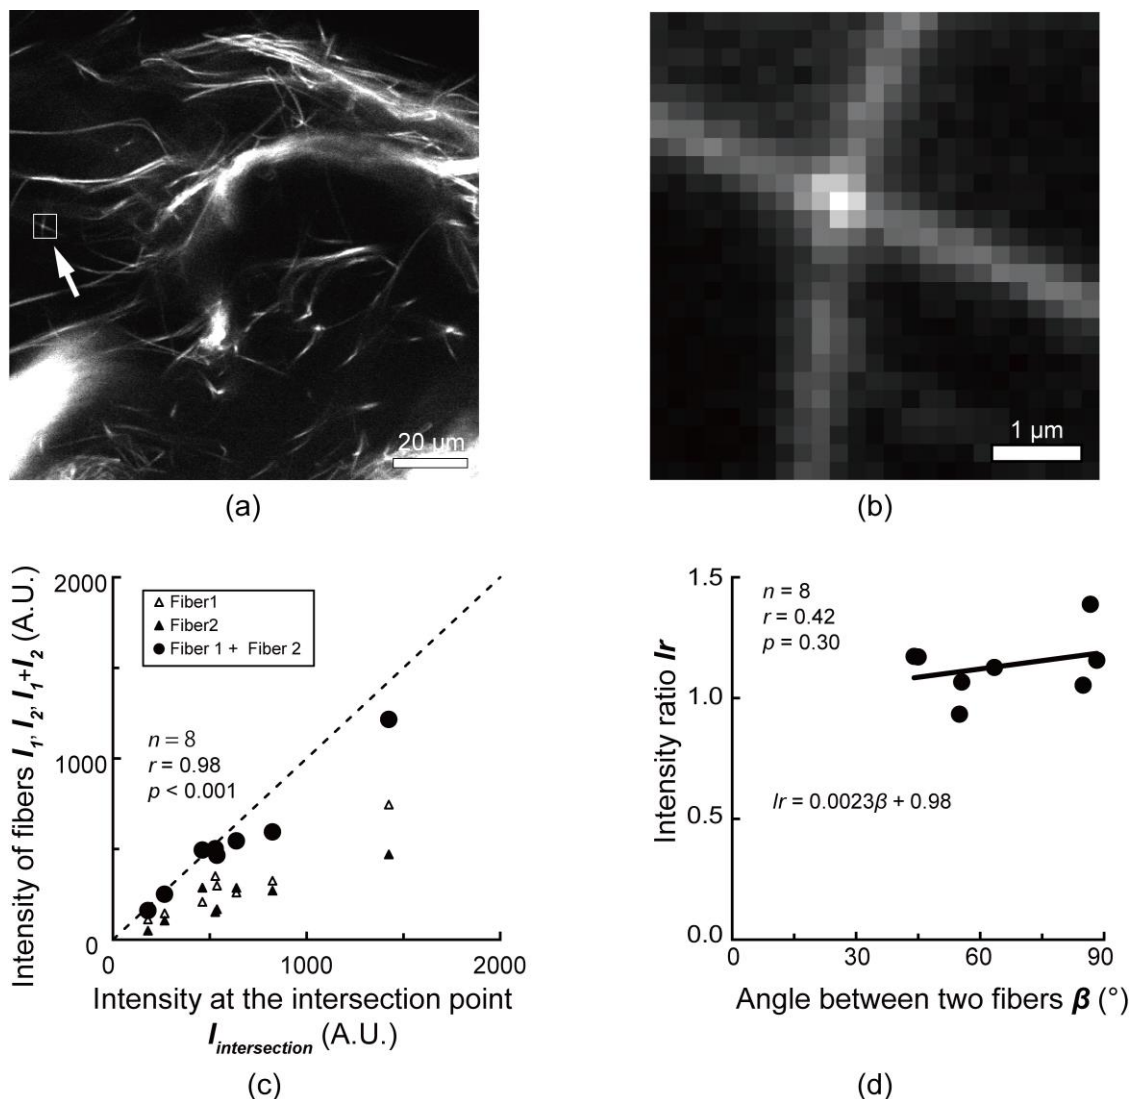 20 μm
1 μm
(a)
(b)
Intensity of fibers I1, I2, I1+I2 (A.U.)
2000
1000
0
Fiber1
Fiber2
Fiber 1 + Fiber 2
n = 8
r = 0.98
p < 0.001
0
1000
2000
Intensity at the intersection point
Iintersection (A.U.)
(c)
Intensity ratio Ir
1.5
1.0
0.5
0.0
n = 8
r = 0.42
p = 0.30
Ir = 0.0023β + 0.98
0
30
60
90
Angle between two fibers β (°)
(d)